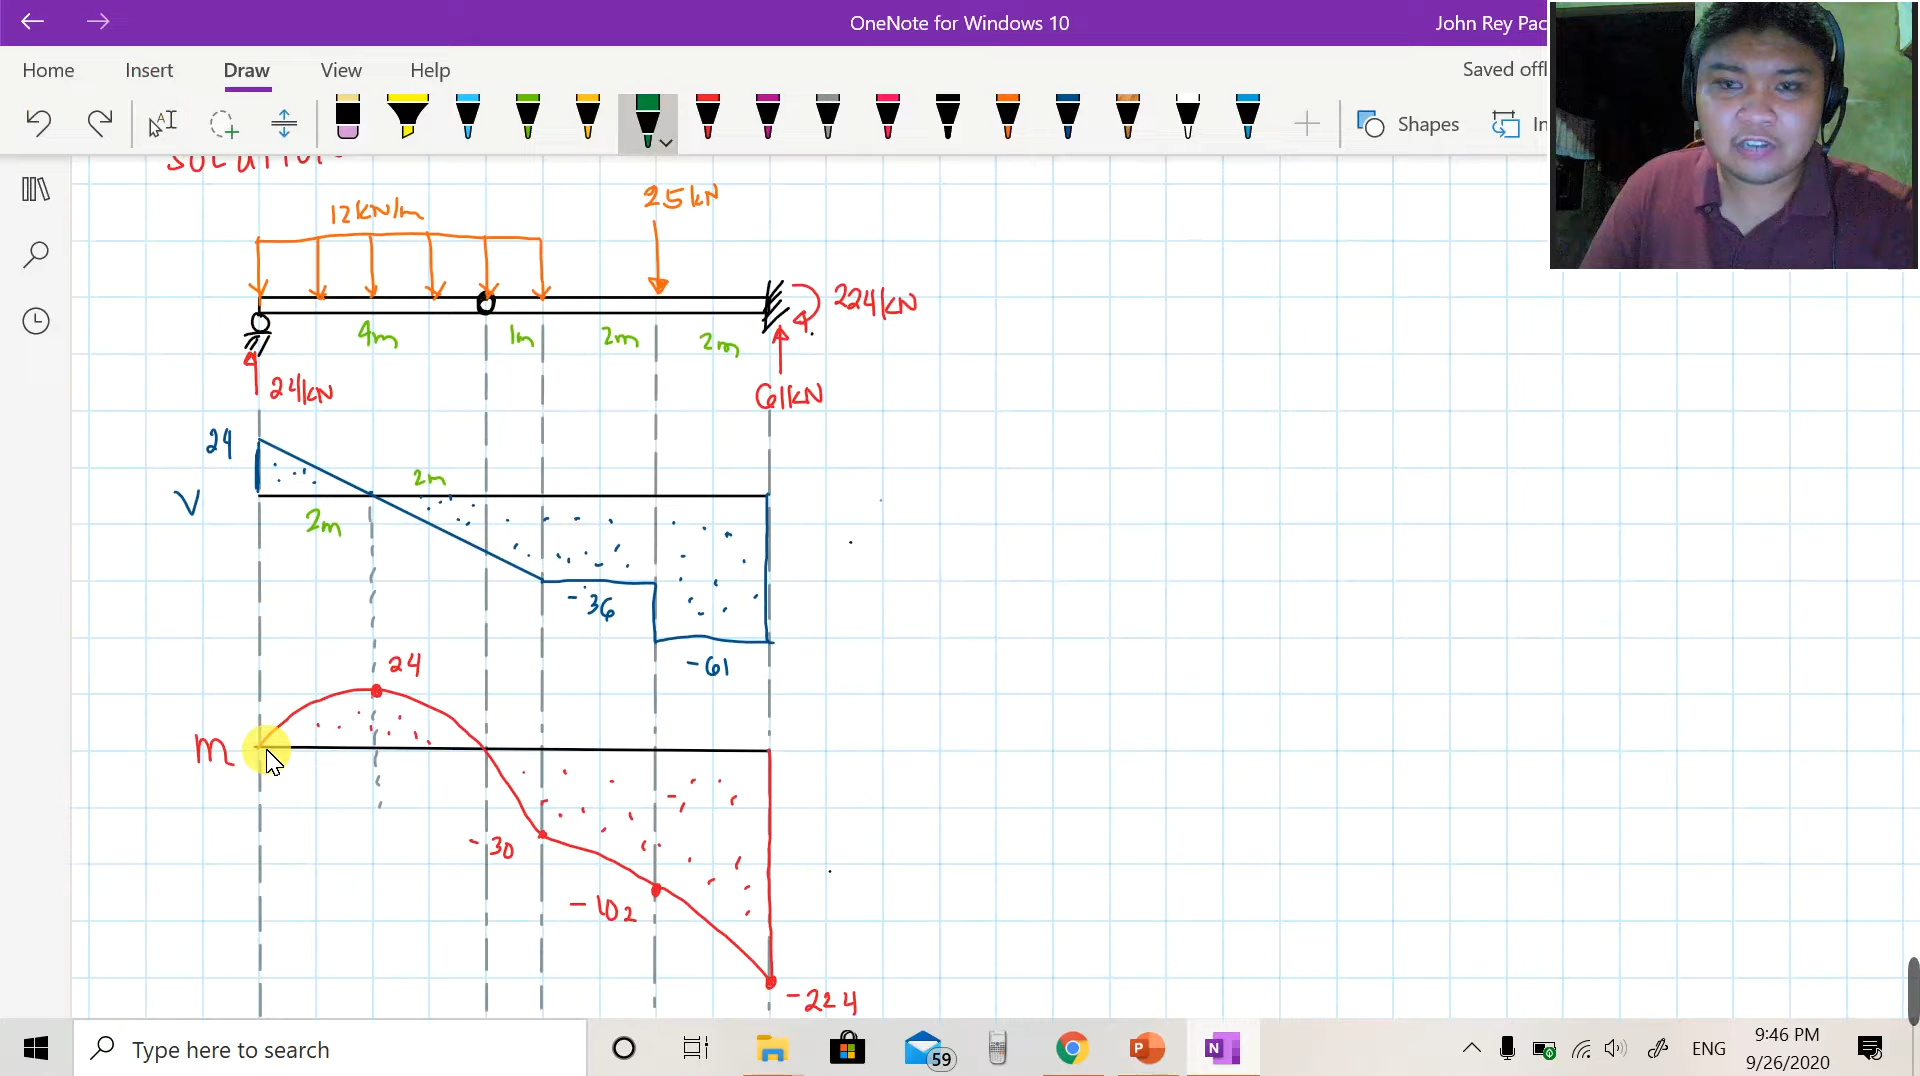 OneNote for Windows 10
John Rey Pac
Home Insert Draw View Help
Saved offl
Shapes
In
SOLUTION
12kN/m
25kN
224kN
4m 1m 2m 2m
24kN
61kN
24
V
2m
2m
-36
-61
24
M
-30
-102
-224
Type here to search
59
ENG
9:46 PM
9/26/2020